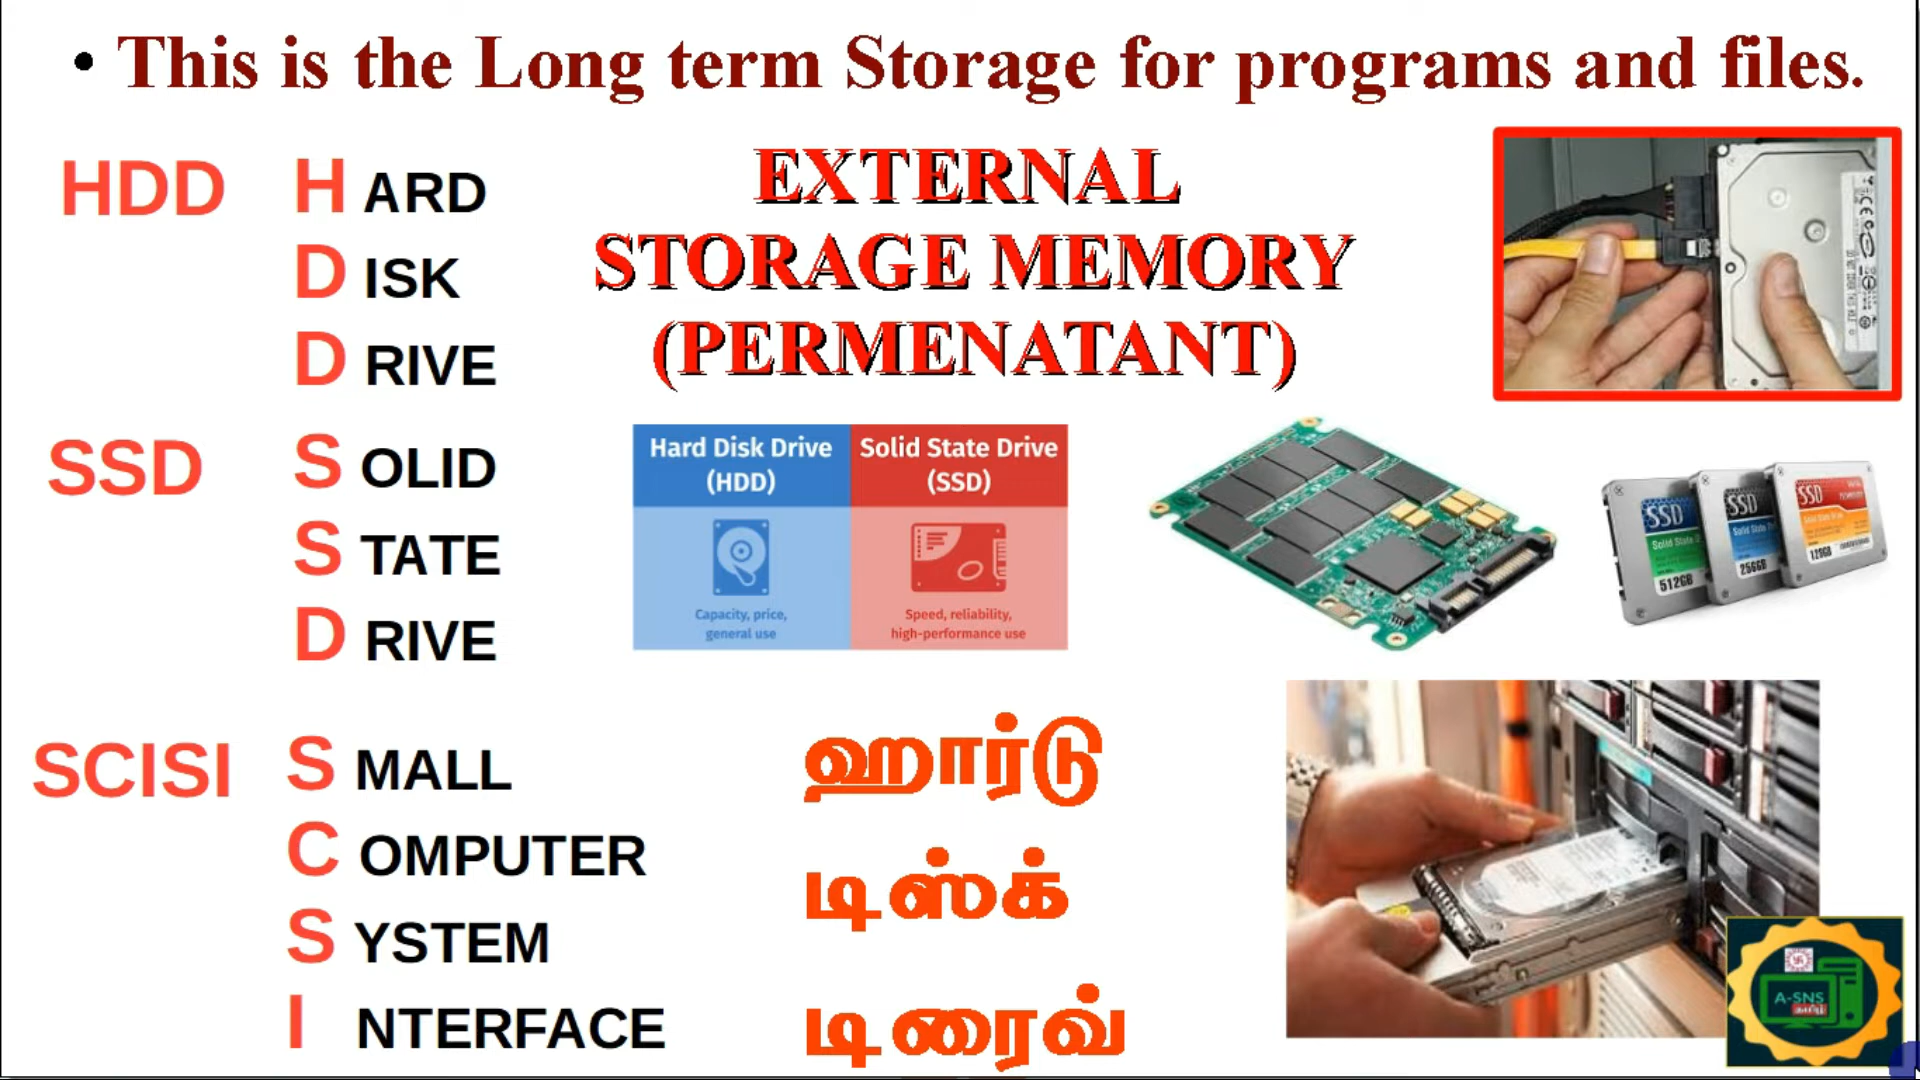 • This is the Long term Storage for programs and files.
HDD
H ARD
D ISK
D RIVE
EXTERNAL
STORAGE MEMORY
(PERMENATANT)
SSD
S OLID
S TATE
D RIVE
Hard Disk Drive
(HDD)
Capacity, price,
general use
Solid State Drive
(SSD)
Speed, reliability,
high-performance use
SSD
512GB
SSD
256GB
SSD
120GB
SCISI
S MALL
C OMPUTER
S YSTEM
I NTERFACE
ஹார்டு
டிஸ்க்
டிரைவ்
A-SNS
தமிழ்